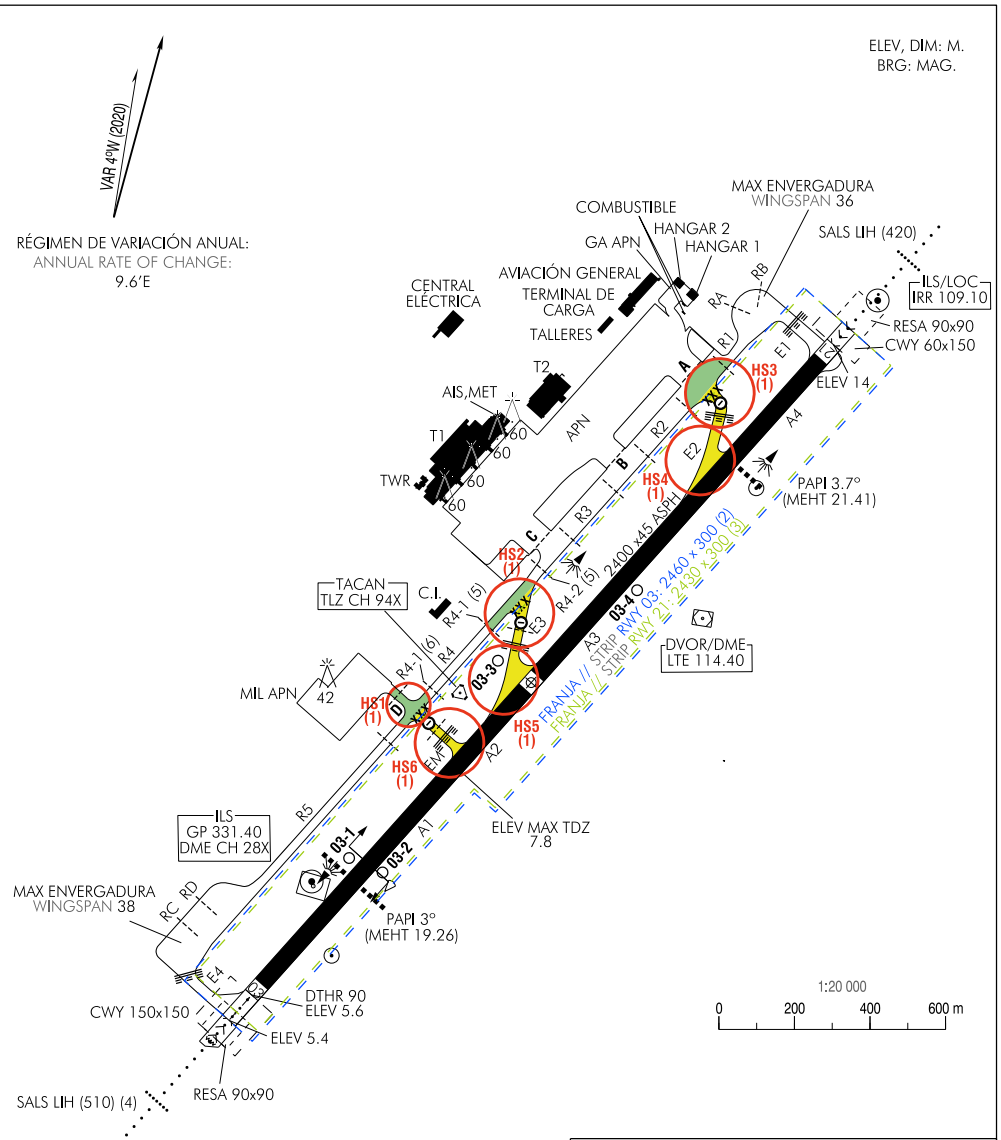 ELEV, DIM: M.
BRG: MAG.
VAR 4ºW (2020)
RÉGIMEN DE VARIACIÓN ANUAL:
ANNUAL RATE OF CHANGE:
9.6'E
MAX ENVERGADURA
WINGSPAN 36
COMBUSTIBLE
HANGAR 2
HANGAR 1
GA APN
SALS LIH (420)
ILS/LOC
IRR 109.10
RESA 90x90
CWY 60x150
AVIACIÓN GENERAL
TERMINAL DE
CARGA
TALLERES
CENTRAL
ELÉCTRICA
RB
RA
R1
E1
21
ELEV 14
A
HS3
(1)
XXX
T2
AIS,MET
APN
T1
60
60
60
TWR
R2
E2
HS4
(1)
A4
B
PAPI 3.7º
(MEHT 21.41)
R3
C
2400 x45 ASPH
FRANJA // STRIP RWY 03: 2460 x 300 (2)
FRANJA // STRIP RWY 21: 2430 x 300 (3)
HS2
(1)
XXX
TACAN
TLZ CH 94X
C.I.
R4-1 (5)
R4-2 (5)
E3
03-4
A3
DVOR/DME
LTE 114.40
R4-1 (6)
R4
03-3
MIL APN
42
HS1
(1)
D
XXX
HS5
(1)
HS6
(1)
EM
A2
ELEV MAX TDZ
7.8
R5
ILS
GP 331.40
DME CH 28X
03-1
A1
03-2
MAX ENVERGADURA
WINGSPAN 38
RC
RD
PAPI 3º
(MEHT 19.26)
E4
03
DTHR 90
ELEV 5.6
CWY 150x150
ELEV 5.4
RESA 90x90
SALS LIH (510) (4)
1:20 000
0 200 400 600 m